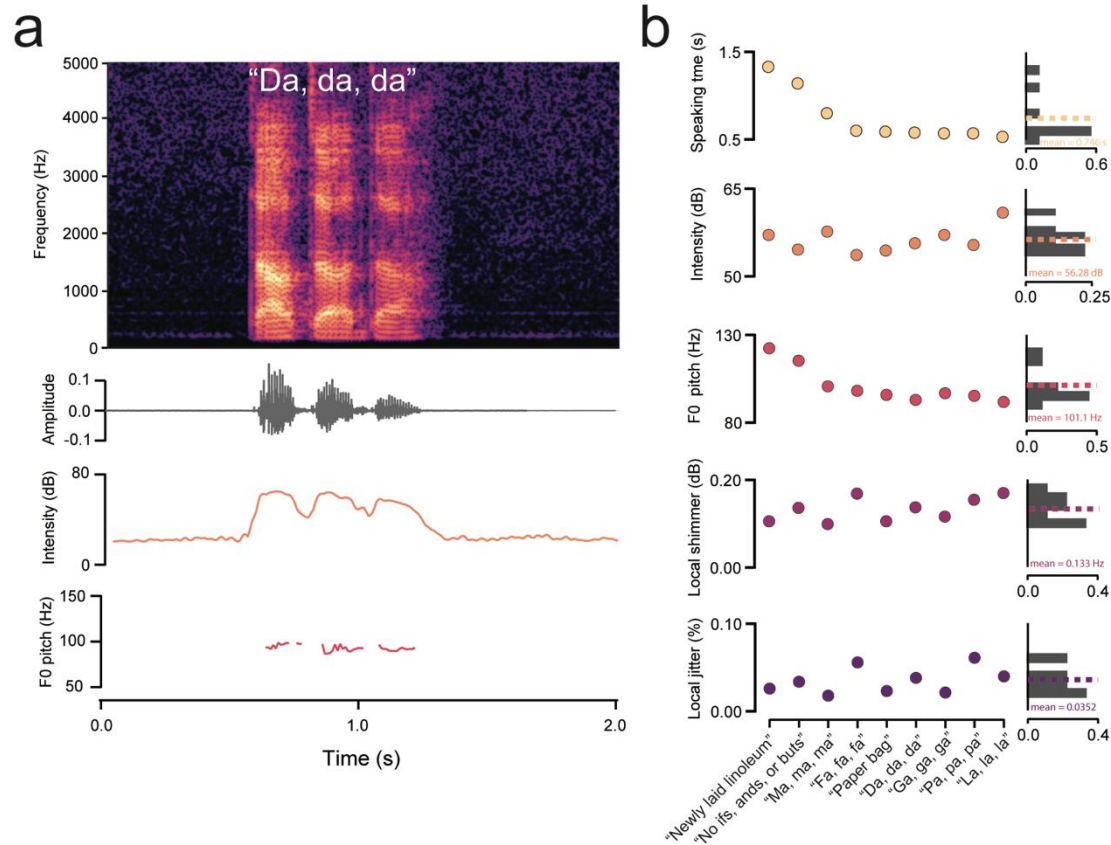 a
"Da, da, da"
5000
4000
3000
2000
1000
0
Frequency (Hz)
0.1
0.0
-0.1
Amplitude
80
0
Intensity (dB)
150
100
50
F0 pitch (Hz)
0.0 1.0 2.0
Time (s)
b
1.5
0.5
Speaking tme (s)
mean = 0.746 s
0.0 0.6
65
50
Intensity (dB)
mean = 56.28 dB
0.0 0.25
130
80
F0 pitch (Hz)
mean = 101.1 Hz
0.0 0.5
0.20
0.00
Local shimmer (dB)
mean = 0.133 Hz
0.0 0.4
0.10
0.00
Local jitter (%)
mean = 0.0352
0.0 0.4
"Newly laid linoleum"
"No ifs, ands, or buts"
"Ma, ma, ma"
"Fa, fa, fa"
"Paper bag"
"Da, da, da"
"Ga, ga, ga"
"Pa, pa, pa"
"La, la, la"